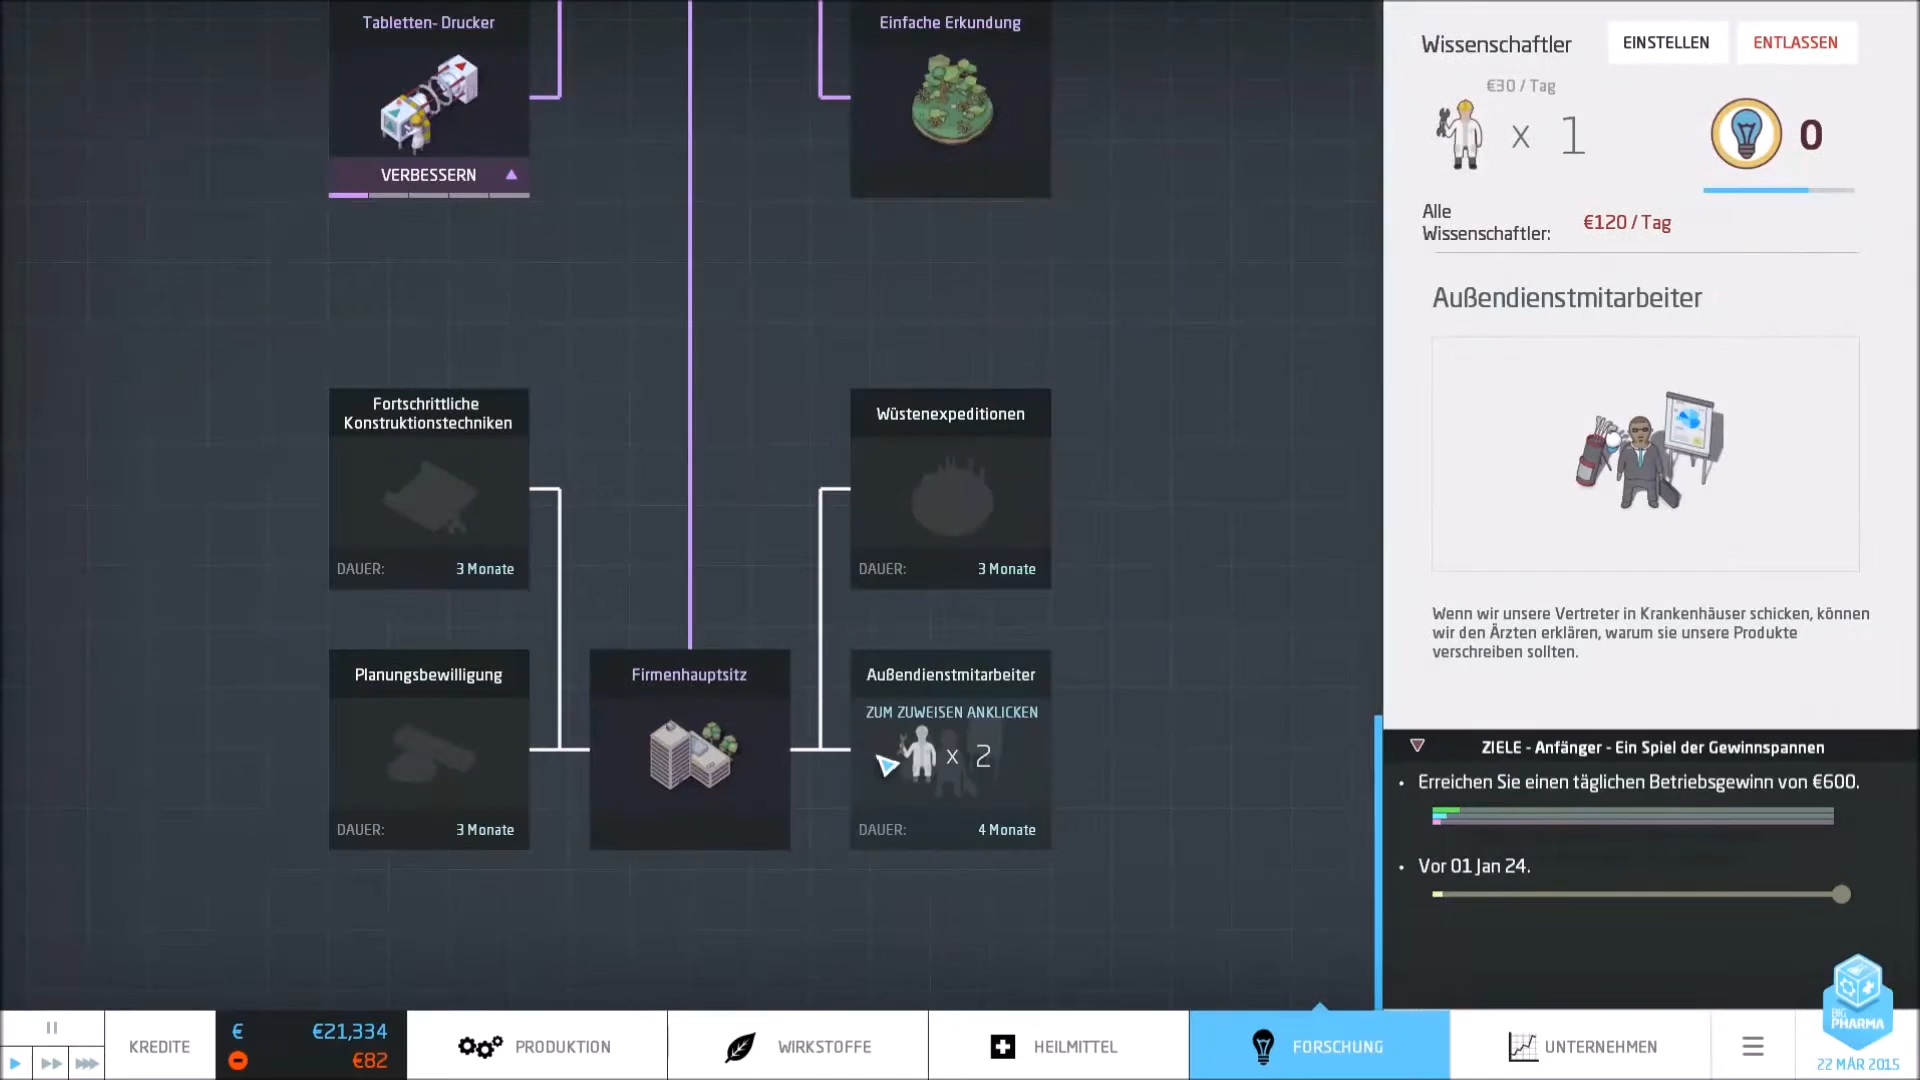 Tabletten- Drucker
VERBESSERN
Einfache Erkundung
Fortschrittliche
Konstruktionstechniken
DAUER: 3 Monate
Wüstenexpeditionen
DAUER: 3 Monate
Planungsbewilligung
DAUER: 3 Monate
Firmenhauptsitz
Außendienstmitarbeiter
ZUM ZUWEISEN ANKLICKEN
x 2
DAUER: 4 Monate
Wissenschaftler
EINSTELLEN
ENTLASSEN
€30 / Tag
x 1
0
Alle
Wissenschaftler:
€120 / Tag
Außendienstmitarbeiter
Wenn wir unsere Vertreter in Krankenhäuser schicken, können
wir den Ärzten erklären, warum sie unsere Produkte
verschreiben sollten.
ZIELE - Anfänger - Ein Spiel der Gewinnspannen
• Erreichen Sie einen täglichen Betriebsgewinn von €600.
• Vor 01 Jan 24.
KREDITE
€ €21,334
€82
PRODUKTION
WIRKSTOFFE
HEILMITTEL
FORSCHUNG
UNTERNEHMEN
BIG
PHARMA
22 MÄR 2015